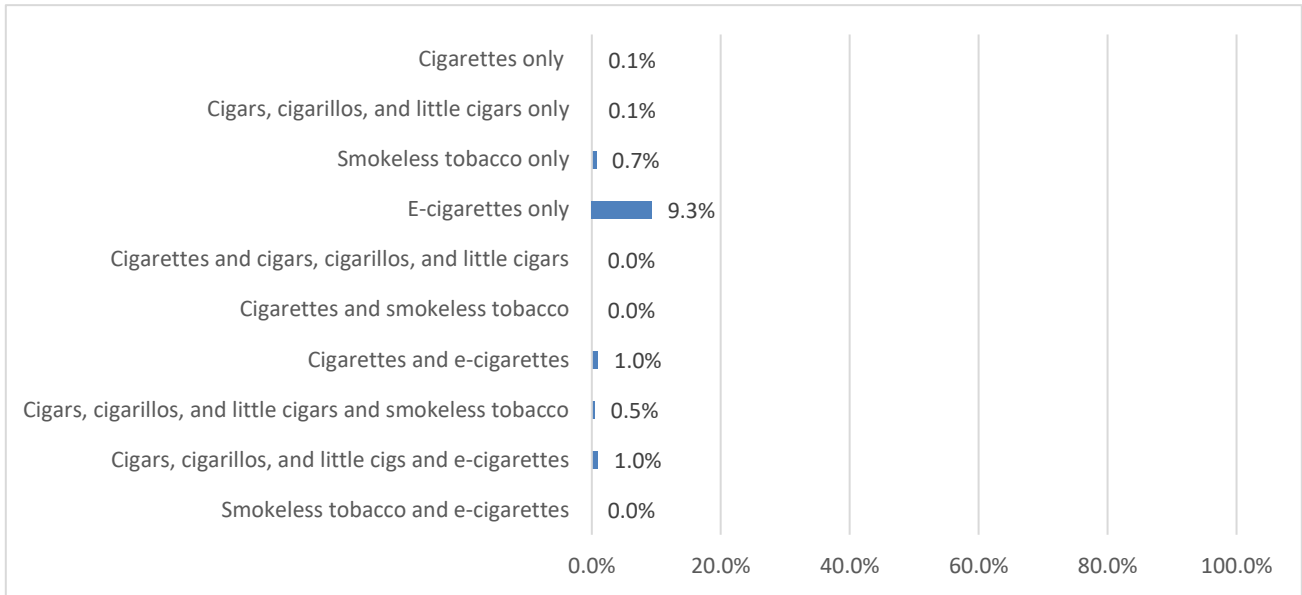 Cigarettes only 0.1%
Cigars, cigarillos, and little cigars only 0.1%
Smokeless tobacco only 0.7%
E-cigarettes only 9.3%
Cigarettes and cigars, cigarillos, and little cigars 0.0%
Cigarettes and smokeless tobacco 0.0%
Cigarettes and e-cigarettes 1.0%
Cigars, cigarillos, and little cigars and smokeless tobacco 0.5%
Cigars, cigarillos, and little cigs and e-cigarettes 1.0%
Smokeless tobacco and e-cigarettes 0.0%
0.0% 20.0% 40.0% 60.0% 80.0% 100.0%